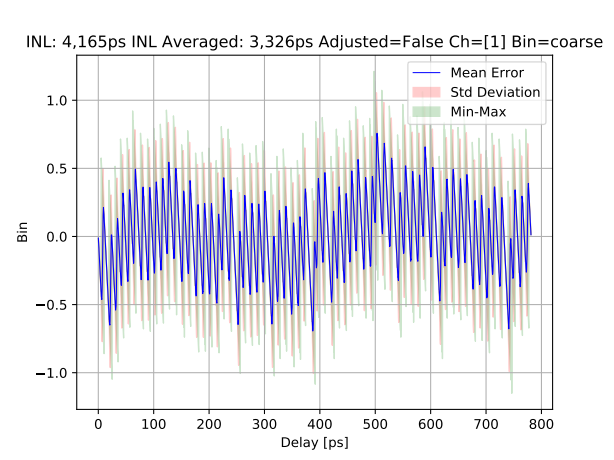 INL: 4,165ps INL Averaged: 3,326ps Adjusted=False Ch=[1] Bin=coarse
Mean Error
Std Deviation
Min-Max
1.0
0.5
0.0
−0.5
−1.0
Bin
0 100 200 300 400 500 600 700 800
Delay [ps]